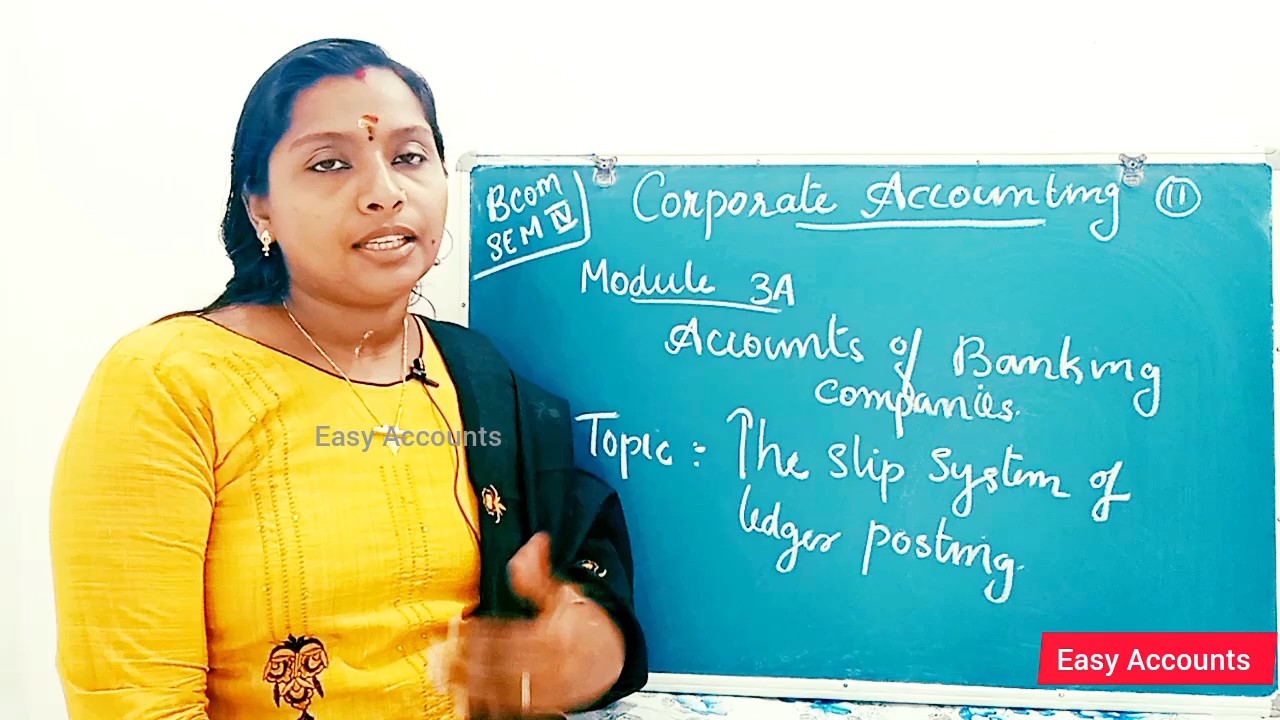 Bcom
SEM IV
Corporate Accounting 11
Module 3A
Accounts of Banking
companies.
Topic : The slip system of
ledger posting.
Easy Accounts
Easy Accounts